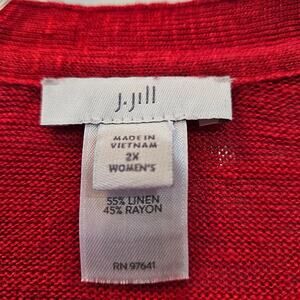 J.Jill
MADE IN
VIETNAM
2X
WOMEN'S
55% LINEN
45% RAYON
RN 97641